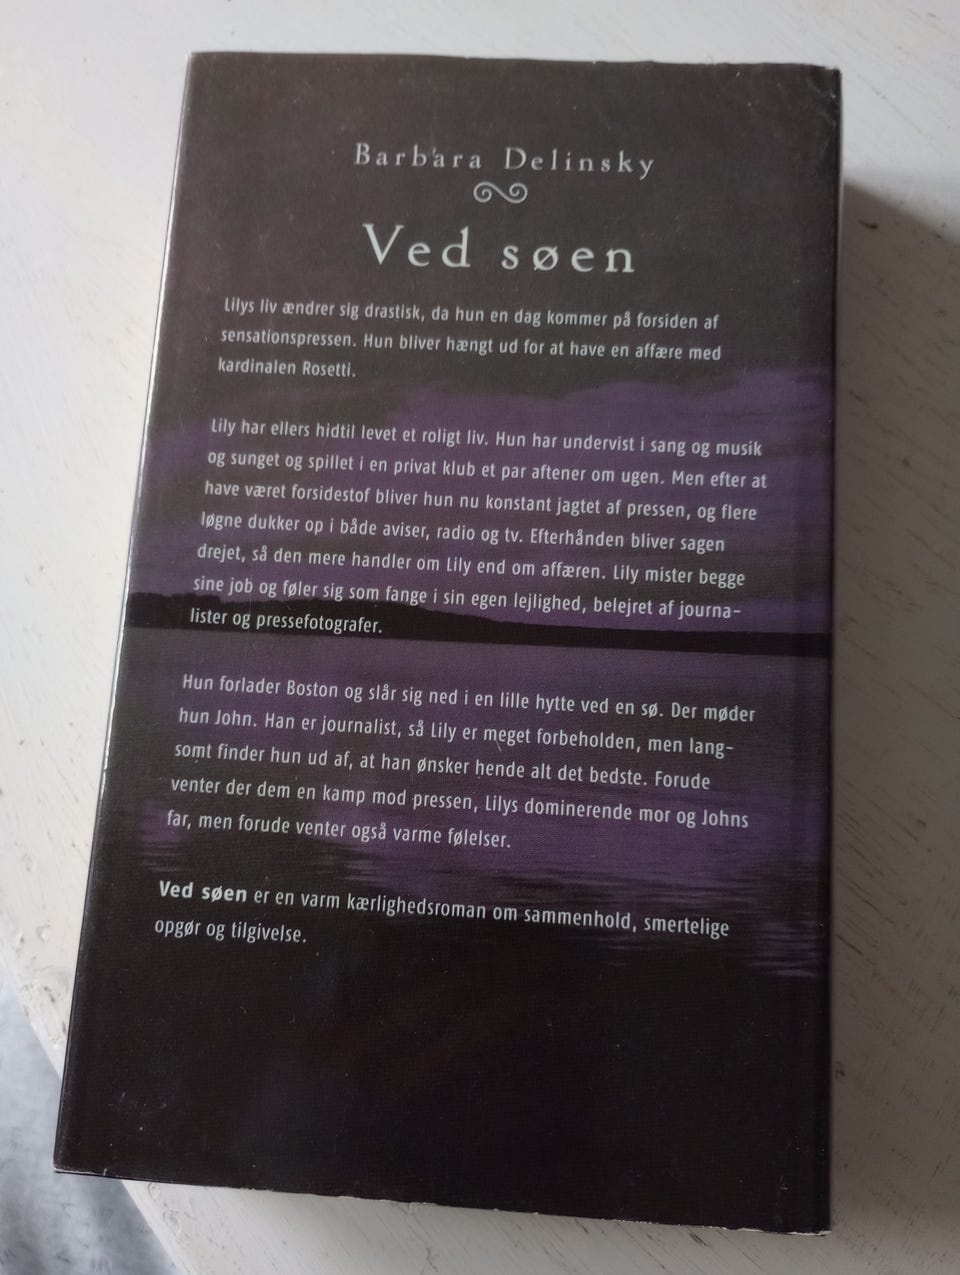 Barbara Delinsky
Ved søen
Lilys liv ændrer sig drastisk, da hun en dag kommer på forsiden af
sensationspressen. Hun bliver hængt ud for at have en affære med
kardinalen Rosetti.
Lily har ellers hidtil levet et roligt liv. Hun har undervist i sang og musik
og sunget og spillet i en privat klub et par aftener om ugen. Men efter at
have været forsidestof bliver hun nu konstant jagtet af pressen, og flere
løgne dukker op i både aviser, radio og tv. Efterhånden bliver sagen
drejet, så den mere handler om Lily end om affæren. Lily mister begge
sine job og føler sig som fange i sin egen lejlighed, belejret af journa-
lister og pressefotografer.
Hun forlader Boston og slår sig ned i en lille hytte ved en sø. Der møder
hun John. Han er journalist, så Lily er meget forbeholden, men lang-
somt finder hun ud af, at han ønsker hende alt det bedste. Forude
venter der dem en kamp mod pressen, Lilys dominerende mor og Johns
far, men forude venter også varme følelser.
Ved søen er en varm kærlighedsroman om sammenhold, smertelige
opgør og tilgivelse.